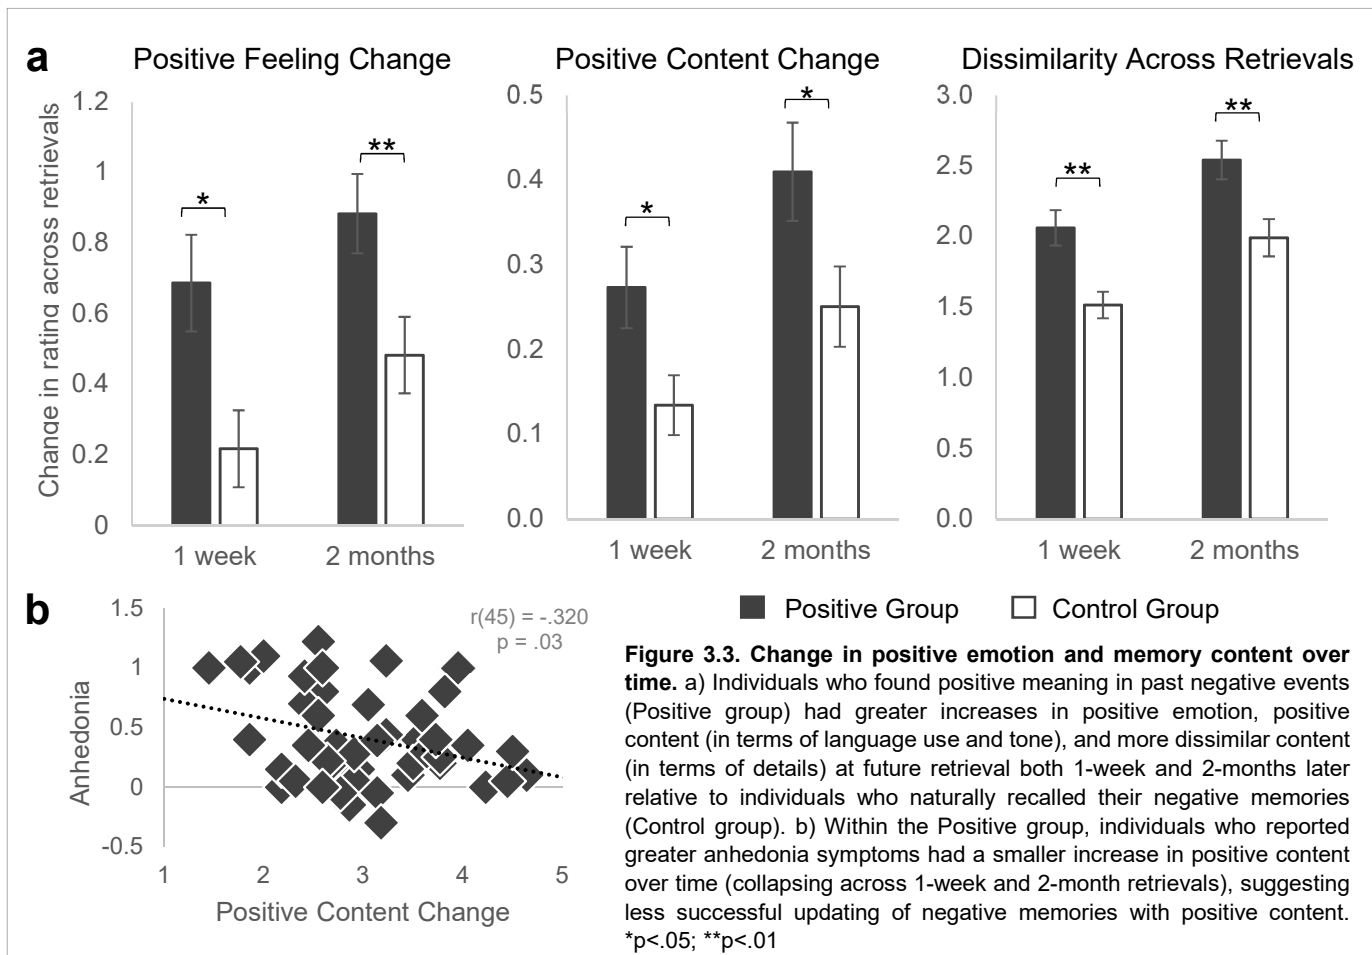 a
Positive Feeling Change
Positive Content Change
Dissimilarity Across Retrievals
Change in rating across retrievals
1.2
1
0.8
0.6
0.4
0.2
0
*
**
1 week
2 months
0.5
0.4
0.3
0.2
0.1
0.0
*
*
1 week
2 months
3.0
2.5
2.0
1.5
1.0
0.5
0.0
**
**
1 week
2 months
Positive Group
Control Group
b
Anhedonia
1.5
1
0.5
0
-0.5
r(45) = -.320
p = .03
1
2
3
4
5
Positive Content Change
Figure 3.3. Change in positive emotion and memory content over
time. a) Individuals who found positive meaning in past negative events
(Positive group) had greater increases in positive emotion, positive
content (in terms of language use and tone), and more dissimilar content
(in terms of details) at future retrieval both 1-week and 2-months later
relative to individuals who naturally recalled their negative memories
(Control group). b) Within the Positive group, individuals who reported
greater anhedonia symptoms had a smaller increase in positive content
over time (collapsing across 1-week and 2-month retrievals), suggesting
less successful updating of negative memories with positive content.
*p<.05; **p<.01